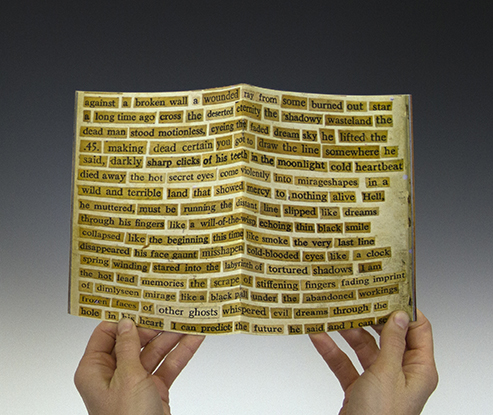 against a broken wall a wounded ray from some burned out star
a long time ago cross the deserted eternity the shadowy wasteland the
dead man stood motionless, eyeing the faded dream sky he lifted the
.45, making dead certain you got to draw the line somewhere he
said, darkly sharp clicks of his teeth in the moonlight cold heartbeat
died away the hot secret eyes come violently into mirageshapes in a
wild and terrible land that showed mercy to nothing alive Hell,
he muttered, must be running the distant line slipped like dreams
through his fingers like a will-of-the-wisp echoing thin black smile
collapsed like the beginning this time like smoke the very last line
disappeared his face gaunt misshapen cold-blooded eyes like a clock
spring winding stared into the labyrinth of tortured shadows I am
the hot lead memories the scrape of stiffening fingers fading imprint
of dimlyseen mirage like a black pall under the abandoned workings
frozen faces of other ghosts whispered evil dreams through the
hole in his heart I can predict the future he said and I can